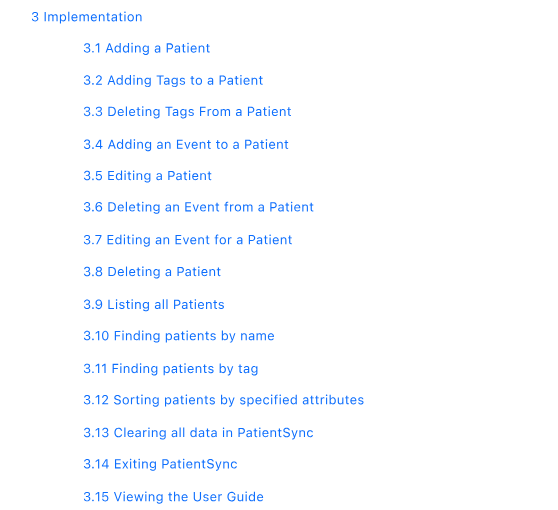 3 Implementation
3.1 Adding a Patient
3.2 Adding Tags to a Patient
3.3 Deleting Tags From a Patient
3.4 Adding an Event to a Patient
3.5 Editing a Patient
3.6 Deleting an Event from a Patient
3.7 Editing an Event for a Patient
3.8 Deleting a Patient
3.9 Listing all Patients
3.10 Finding patients by name
3.11 Finding patients by tag
3.12 Sorting patients by specified attributes
3.13 Clearing all data in PatientSync
3.14 Exiting PatientSync
3.15 Viewing the User Guide